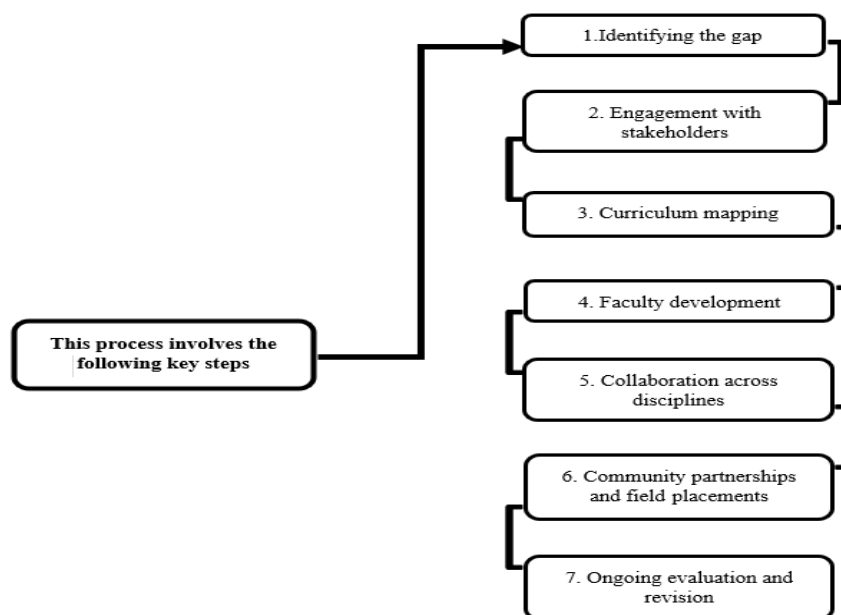 1.Identifying the gap
2. Engagement with
stakeholders
3. Curriculum mapping
4. Faculty development
This process involves the
following key steps
5. Collaboration across
disciplines
6. Community partnerships
and field placements
7. Ongoing evaluation and
revision